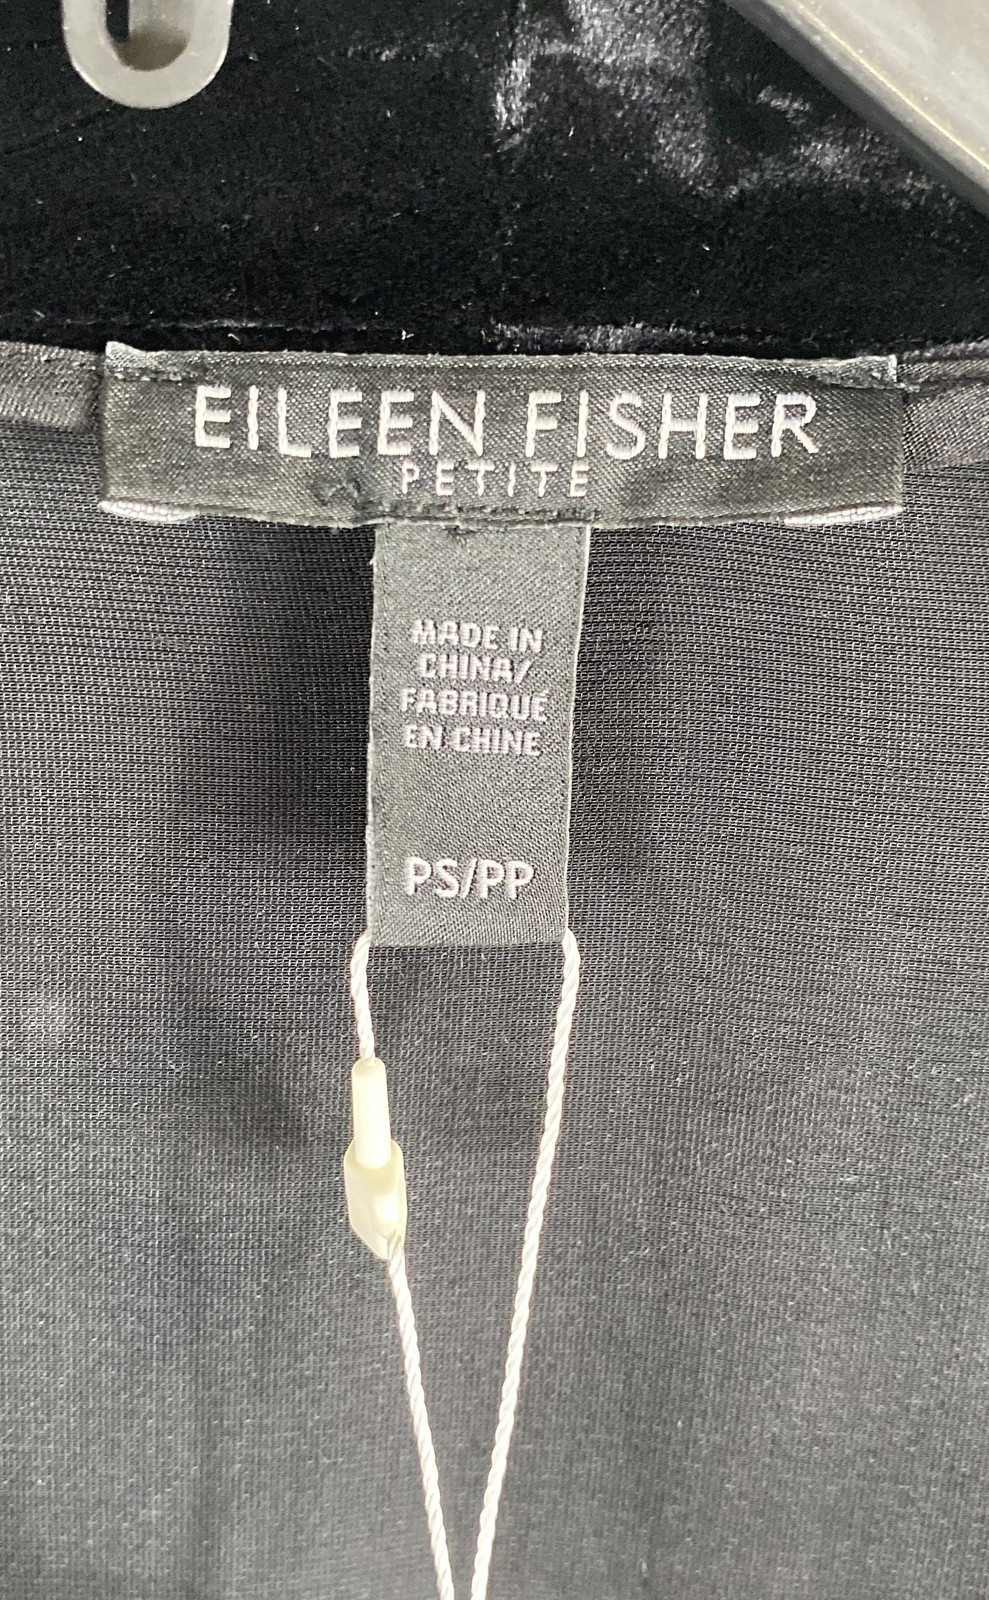 EILEEN FISHER
PETITE
MADE IN
CHINA/
FABRIQUÉ
EN CHINE
PS/PP